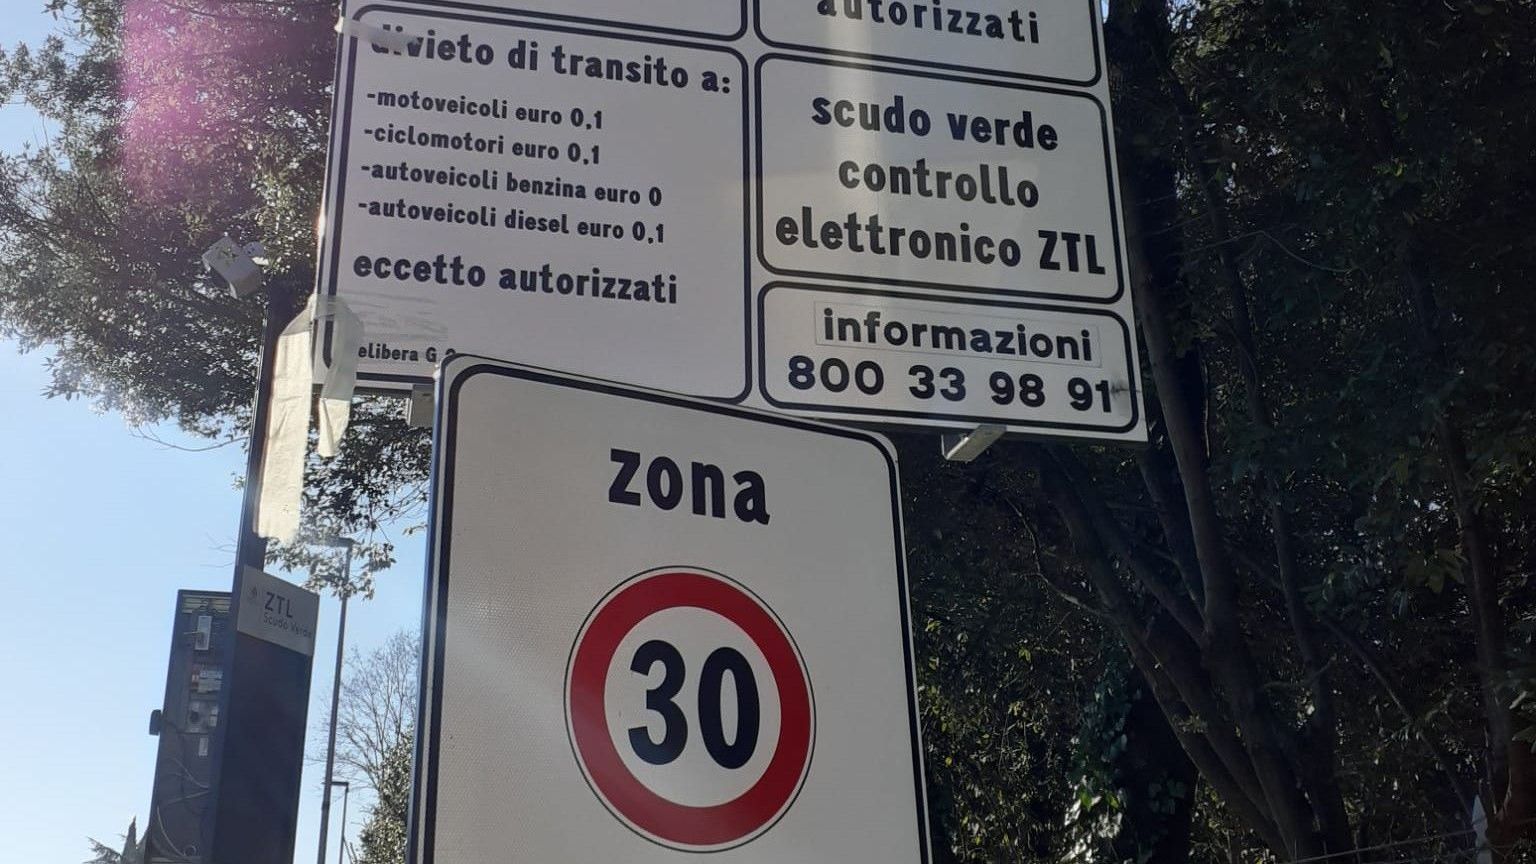 autorizzati
divieto di transito a:
-motoveicoli euro 0,1
-ciclomotori euro 0,1
-autoveicoli benzina euro 0
-autoveicoli diesel euro 0,1
eccetto autorizzati
elibera G
scudo verde
controllo
elettronico ZTL
informazioni
800 33 98 91
zona
30
ZTL
Scudo Verde